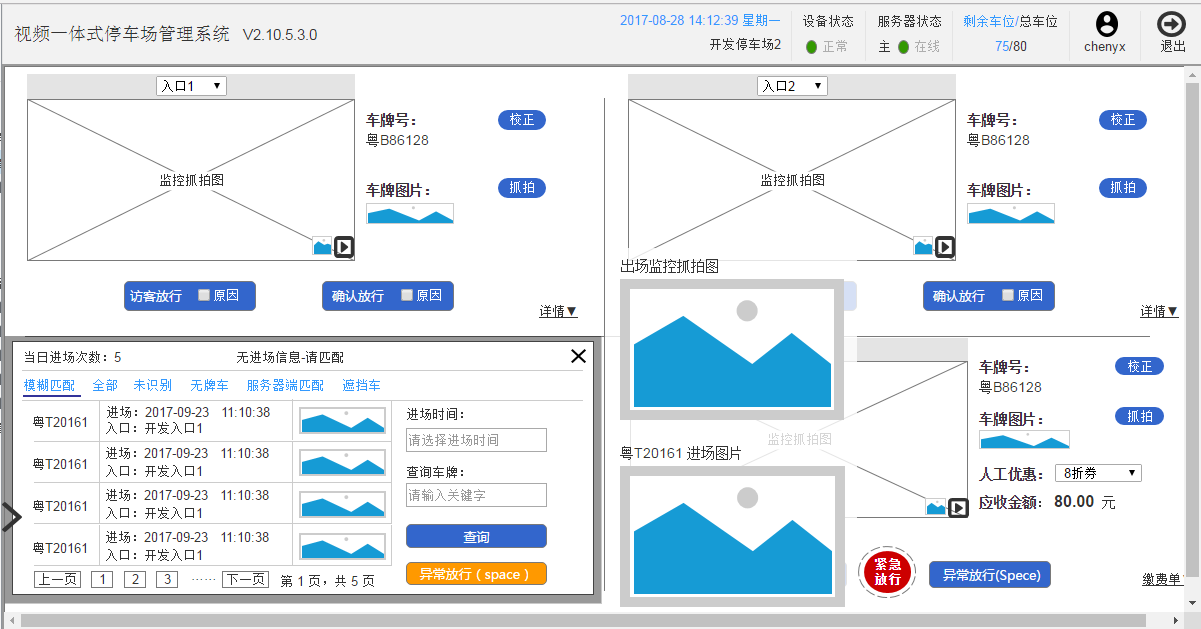 视频一体式停车场管理系统 V2.10.5.3.0
2017-08-28 14:12:39 星期一
开发停车场2
设备状态
正常
服务器状态
主 在线
剩余车位/总车位
75/80
chenyx
退出
入口1
监控抓拍图
车牌号：
粤B86128
校正
车牌图片：
抓拍
访客放行 原因
确认放行 原因
详情▼
入口2
监控抓拍图
车牌号：
粤B86128
校正
车牌图片：
抓拍
确认放行 原因
详情▼
当日进场次数：5
无进场信息-请匹配
模糊匹配 全部 未识别 无牌车 服务器端匹配 遮挡车
粤T20161
进场：2017-09-23 11:10:38
入口：开发入口1
粤T20161
进场：2017-09-23 11:10:38
入口：开发入口1
粤T20161
进场：2017-09-23 11:10:38
入口：开发入口1
粤T20161
进场：2017-09-23 11:10:38
入口：开发入口1
上一页 1 2 3 ...... 下一页 第 1 页，共 5 页
进场时间：
请选择进场时间
查询车牌：
请输入关键字
查询
异常放行（space）
出场监控抓拍图
粤T20161 进场图片
监控抓拍图
车牌号：
粤B86128
校正
车牌图片：
抓拍
人工优惠： 8折券
应收金额： 80.00 元
紧急
放行
异常放行(Spece)
缴费单